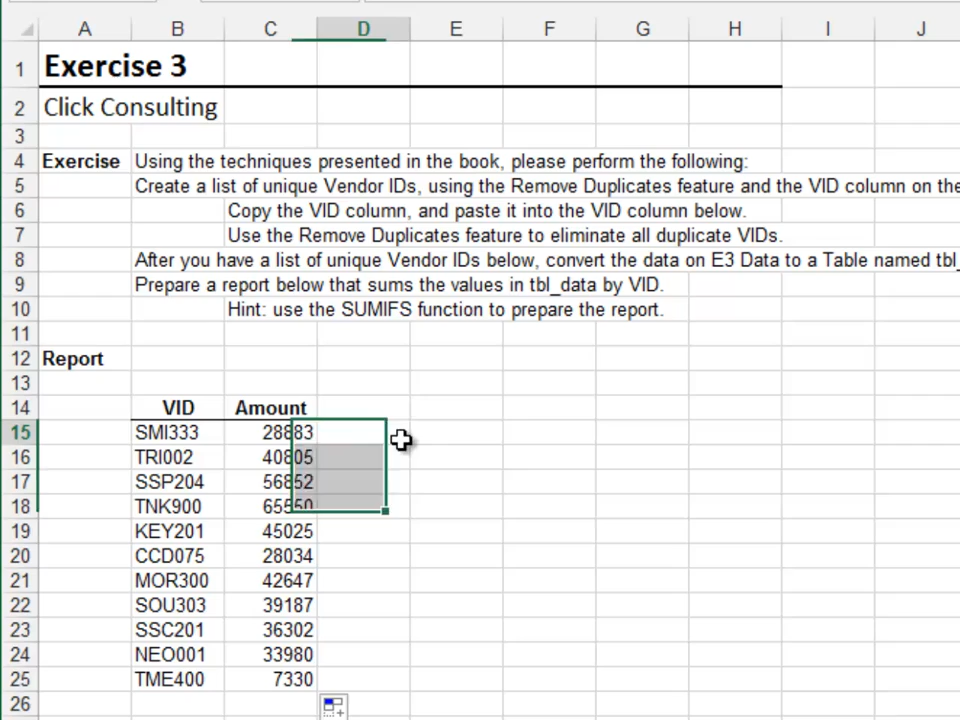 A B C D E F G H I J
1 Exercise 3
2 Click Consulting
3
4 Exercise Using the techniques presented in the book, please perform the following:
5 Create a list of unique Vendor IDs, using the Remove Duplicates feature and the VID column on the
6 Copy the VID column, and paste it into the VID column below.
7 Use the Remove Duplicates feature to eliminate all duplicate VIDs.
8 After you have a list of unique Vendor IDs below, convert the data on E3 Data to a Table named tbl_
9 Prepare a report below that sums the values in tbl_data by VID.
10 Hint: use the SUMIFS function to prepare the report.
11
12 Report
13
14 VID Amount
15 SMI333 28883
16 TRI002 40805
17 SSP204 56852
18 TNK900 65550
19 KEY201 45025
20 CCD075 28034
21 MOR300 42647
22 SOU303 39187
23 SSC201 36302
24 NEO001 33980
25 TME400 7330
26